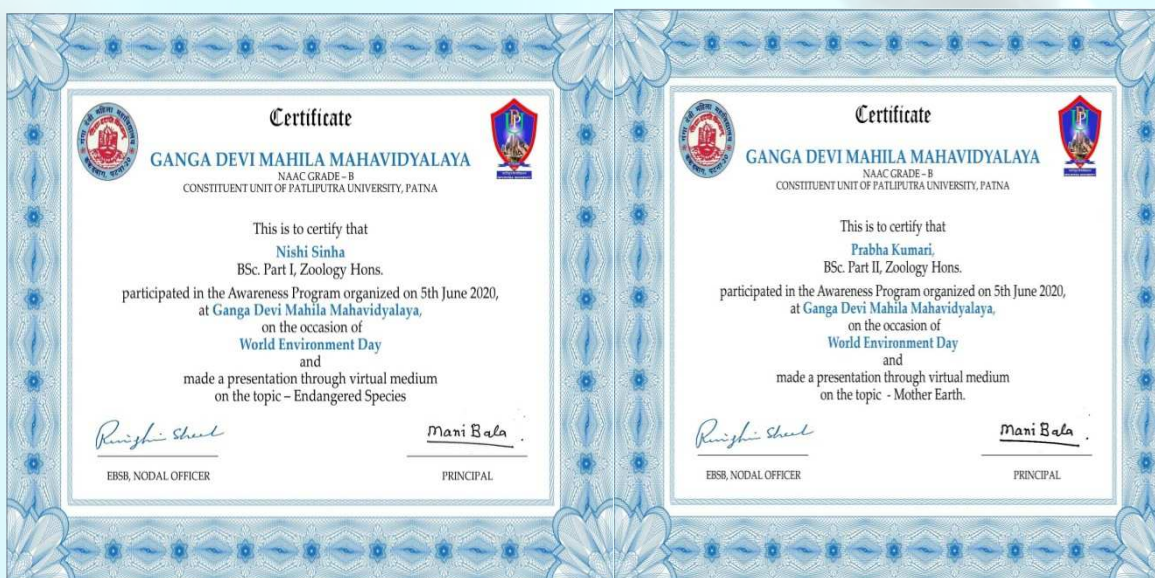 Certificate
GANGA DEVI MAHILA MAHAVIDYALAYA
NAAC GRADE – B
CONSTITUENT UNIT OF PATLIPUTRA UNIVERSITY, PATNA
This is to certify that
Nishi Sinha
BSc. Part I, Zoology Hons.
participated in the Awareness Program organized on 5th June 2020,
at Ganga Devi Mahila Mahavidyalaya,
on the occasion of
World Environment Day
and
made a presentation through virtual medium
on the topic – Endangered Species
Mani Bala
EBSB, NODAL OFFICER
PRINCIPAL
Certificate
GANGA DEVI MAHILA MAHAVIDYALAYA
NAAC GRADE – B
CONSTITUENT UNIT OF PATLIPUTRA UNIVERSITY, PATNA
This is to certify that
Prabha Kumari,
BSc. Part II, Zoology Hons.
participated in the Awareness Program organized on 5th June 2020,
at Ganga Devi Mahila Mahavidyalaya,
on the occasion of
World Environment Day
and
made a presentation through virtual medium
on the topic - Mother Earth.
Mani Bala
EBSB, NODAL OFFICER
PRINCIPAL